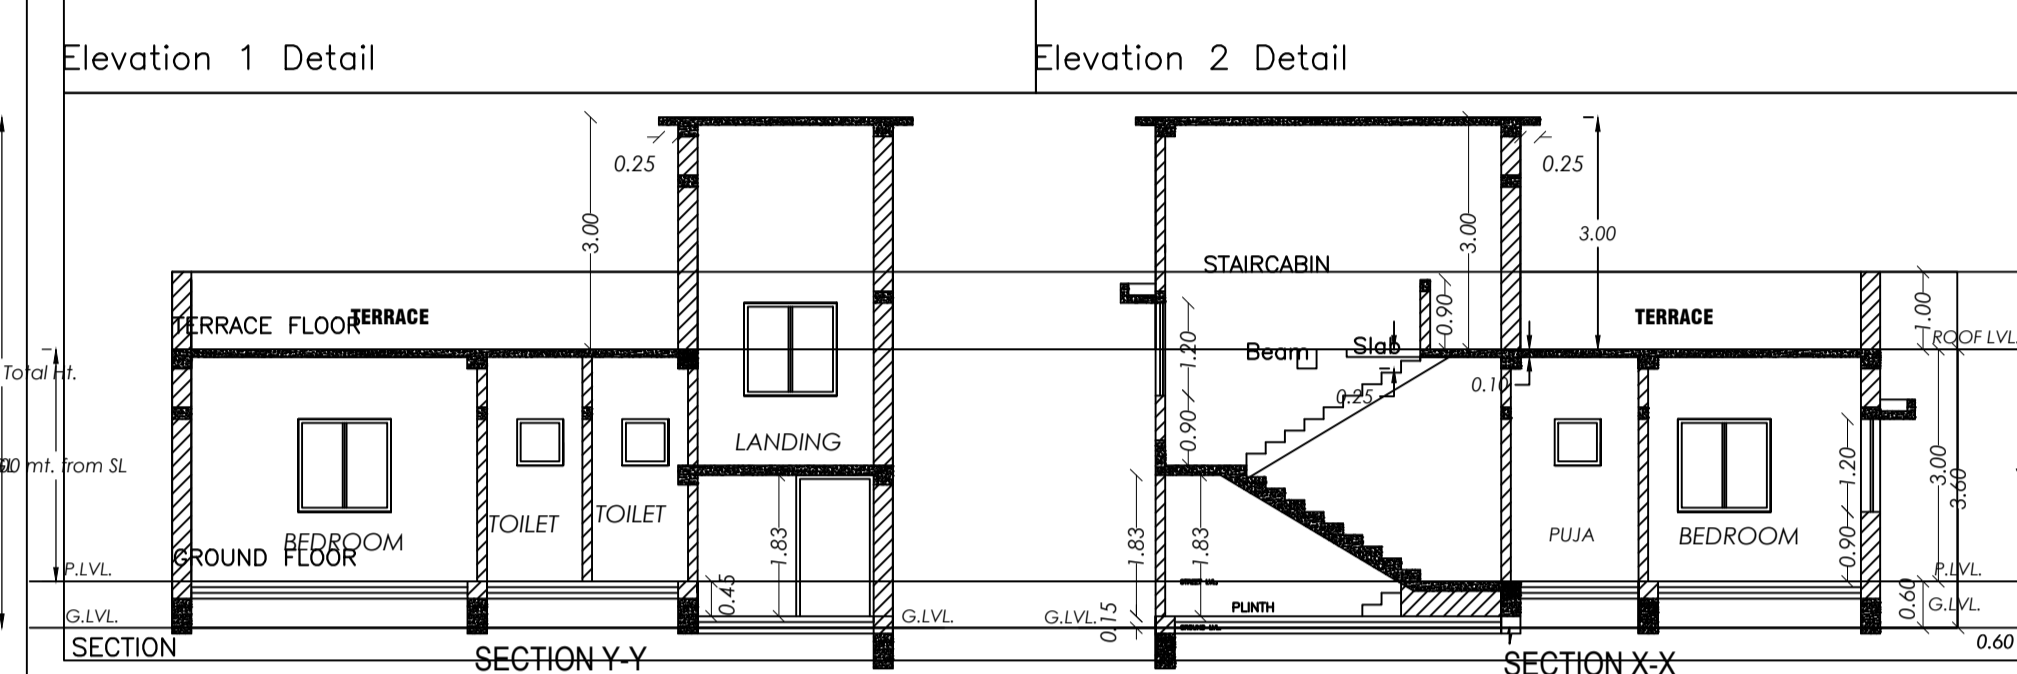 Elevation 1 Detail
Elevation 2 Detail
0.25
3.00
TERRACE FLOOR
TERRACE
Total Ht.
mt. from SL
LANDING
BEDROOM
TOILET
TOILET
GROUND FLOOR
1.83
0.45
P.LVL.
G.LVL.
G.LVL.
SECTION
SECTION Y-Y
0.25
3.00
3.00
STAIRCABIN
0.90
1.20
Beam
Slab
0.25
0.10
0.90
1.83
1.83
PLINTH
G.LVL.
0.15
TERRACE
1.00
ROOF LVL.
PUJA
BEDROOM
1.20
3.00
3.60
0.90
P.LVL.
0.60
G.LVL.
0.60
SECTION X-X